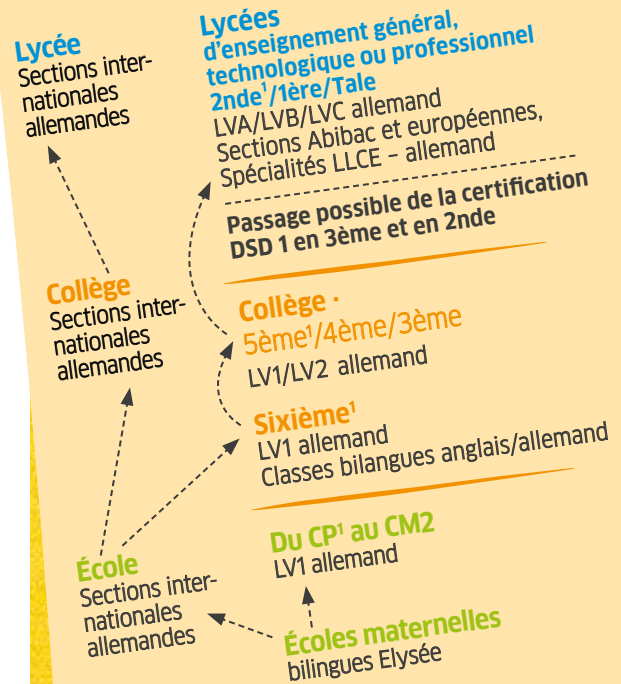 Lycée
Sections inter-
nationales
allemandes
Lycées
d'enseignement général,
technologique ou professionnel
2nde¹/1ère/Tale
LVA/LVB/LVC allemand
Sections Abibac et européennes,
Spécialités LLCE – allemand
Passage possible de la certification
DSD 1 en 3ème et en 2nde
Collège
Sections inter-
nationales
allemandes
Collège ·
5ème¹/4ème/3ème
LV1/LV2 allemand
Sixième¹
LV1 allemand
Classes bilangues anglais/allemand
École
Sections inter-
nationales
allemandes
Du CP¹ au CM2
LV1 allemand
Écoles maternelles
bilingues Elysée